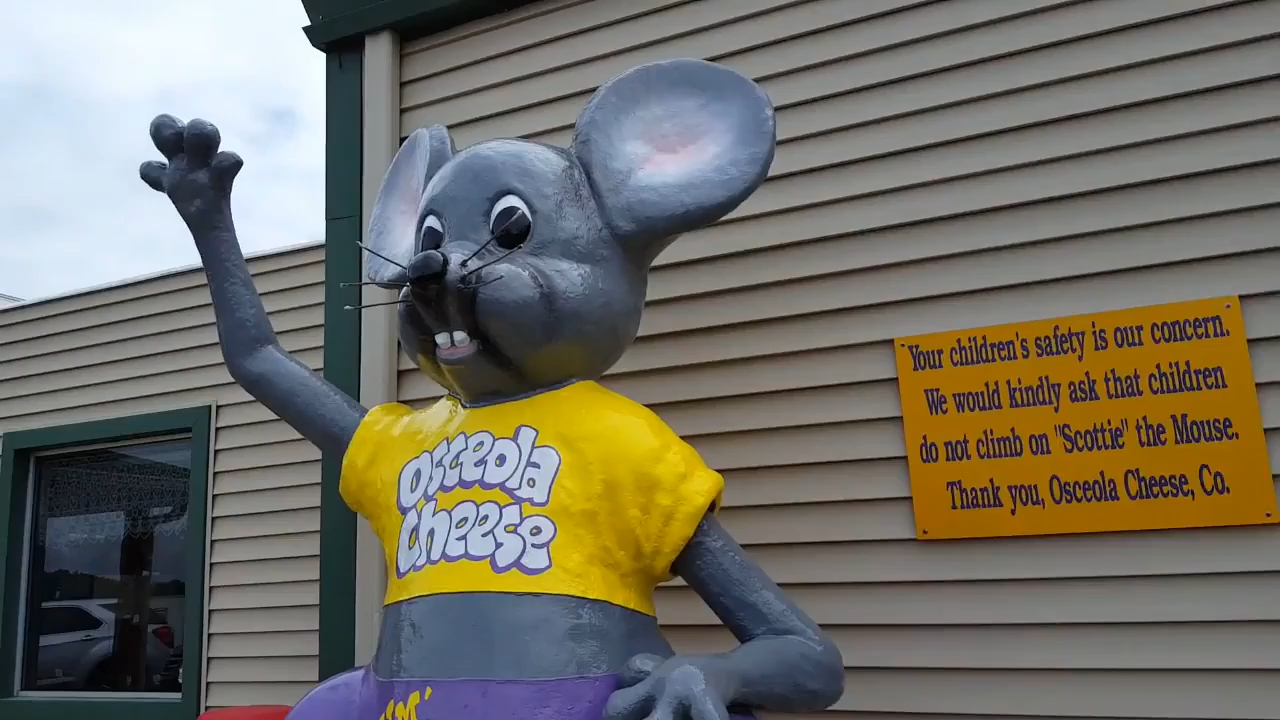 Osceola
Cheese
Your children's safety is our concern.
We would kindly ask that children
do not climb on "Scottie" the Mouse.
Thank you, Osceola Cheese, Co.